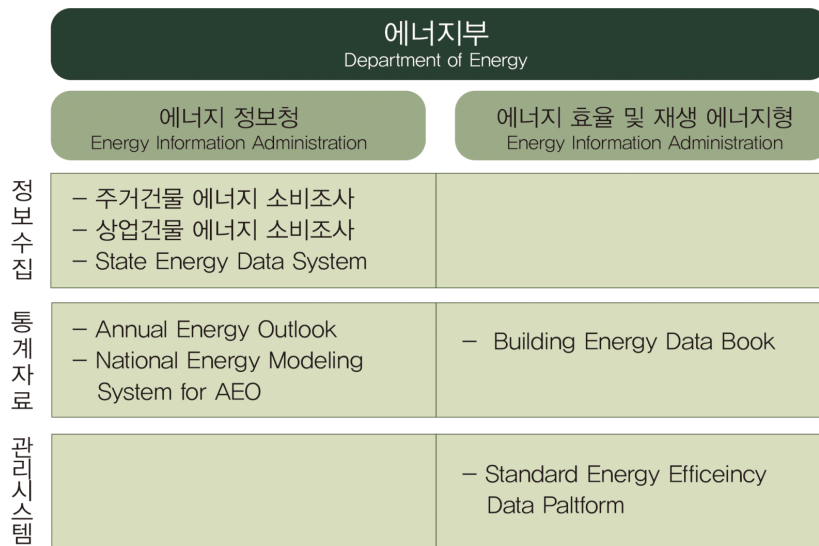 에너지부
Department of Energy
에너지 정보청
Energy Information Administration
에너지 효율 및 재생 에너지형
Energy Information Administration
정보수집
– 주거건물 에너지 소비조사
– 상업건물 에너지 소비조사
– State Energy Data System
통계자료
– Annual Energy Outlook
– National Energy Modeling
System for AEO
– Building Energy Data Book
관리시스템
– Standard Energy Efficeincy
Data Paltform